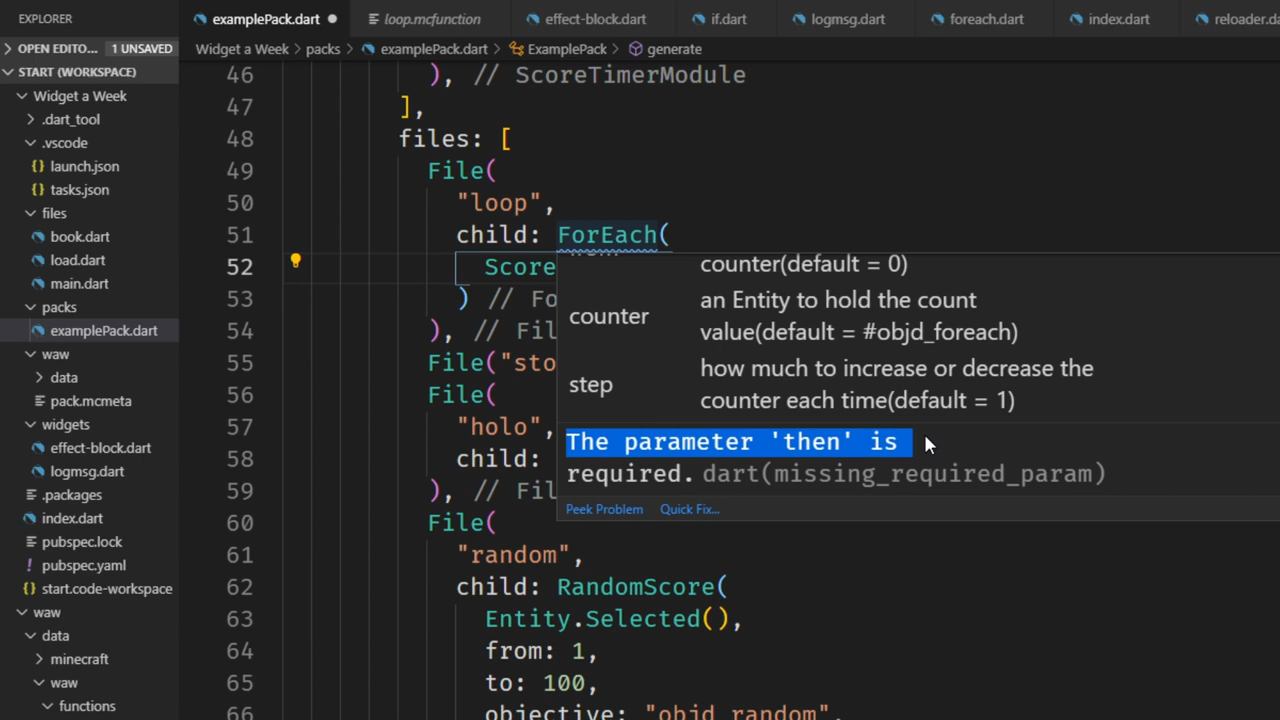 EXPLORER
examplePack.dart
loop.mcfunction
effect-block.dart
if.dart
logmsg.dart
foreach.dart
index.dart
reloader.da
OPEN EDITO... 1 UNSAVED
Widget a Week > packs > examplePack.dart > ExamplePack > generate
START (WORKSPACE)
Widget a Week
.dart_tool
.vscode
launch.json
tasks.json
files
book.dart
load.dart
main.dart
packs
examplePack.dart
waw
data
pack.mcmeta
widgets
effect-block.dart
logmsg.dart
.packages
index.dart
pubspec.lock
pubspec.yaml
start.code-workspace
waw
data
minecraft
waw
functions
46 ), // ScoreTimerModule
47 ],
48 files: [
49 File(
50 "loop",
51 child: ForEach(
52 Score
53 ) // Fo
54 ), // Fil
55 File("sto
56 File(
57 "holo",
58 child:
59 ), // Fil
60 File(
61 "random",
62 child: RandomScore(
63 Entity.Selected(),
64 from: 1,
65 to: 100,
66 objective: "objd_random",
counter(default = 0)
counter an Entity to hold the count
value(default = #objd_foreach)
step how much to increase or decrease the
counter each time(default = 1)
The parameter 'then' is
required. dart(missing_required_param)
Peek Problem Quick Fix...